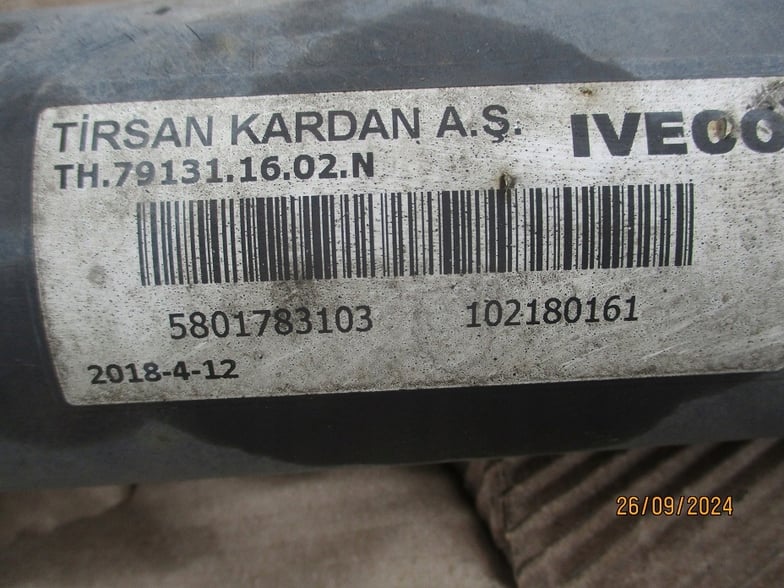 TİRSAN KARDAN A.Ş. IVECO
TH.79131.16.02.N
5801783103 102180161
2018-4-12
26/09/2024